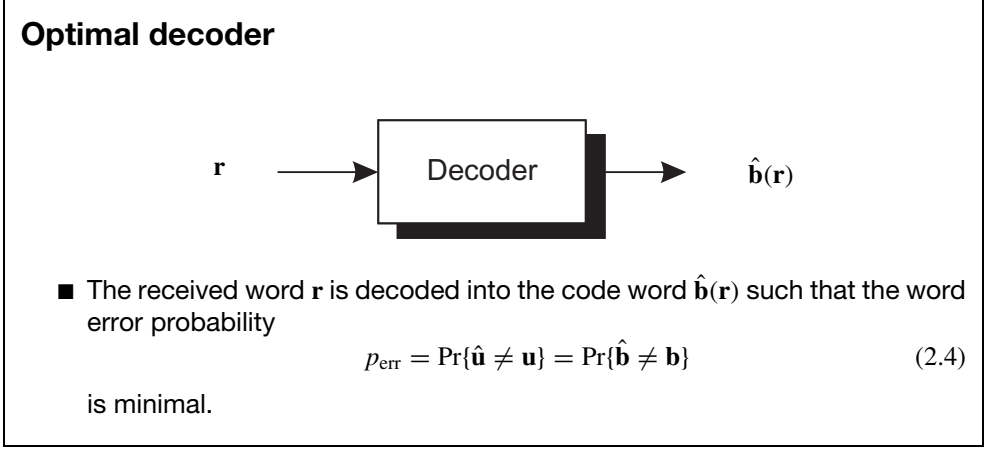 Optimal decoder
r Decoder b̂(r)
■ The received word r is decoded into the code word b̂(r) such that the word
error probability
p_err = Pr{û ≠ u} = Pr{b̂ ≠ b} (2.4)
is minimal.